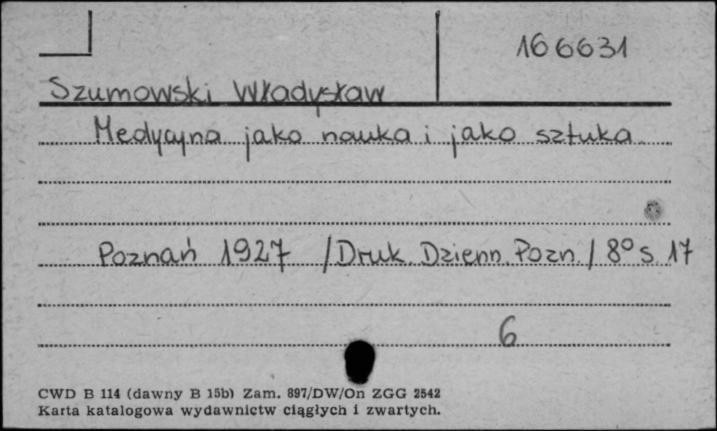 166631
Szumowski Władysław
Medycyna jako nauka i jako sztuka.
Poznań 1927 /Druk. Dzienn. Pozn./ 8° s. 17
6
CWD B 114 (dawny B 15b) Zam. 897/DW/On ZGG 2542
Karta katalogowa wydawnictw ciągłych i zwartych.